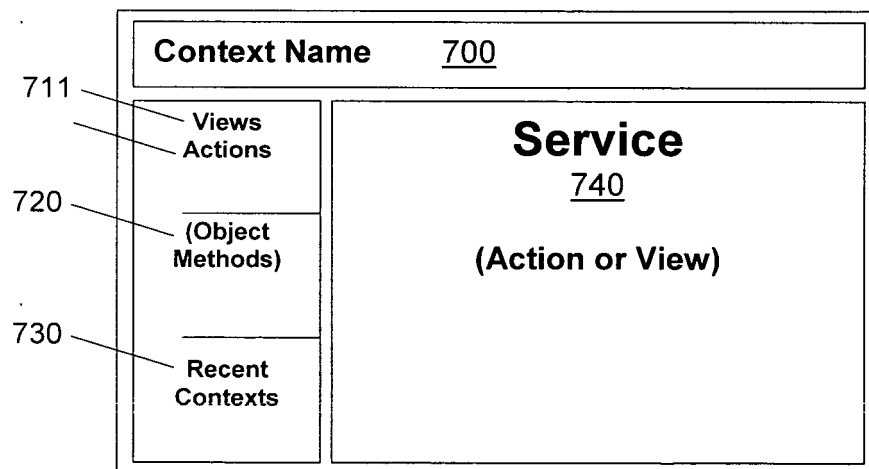 Context Name 700
711
Views
Actions
Service
740
720
(Object
Methods)
(Action or View)
730
Recent
Contexts